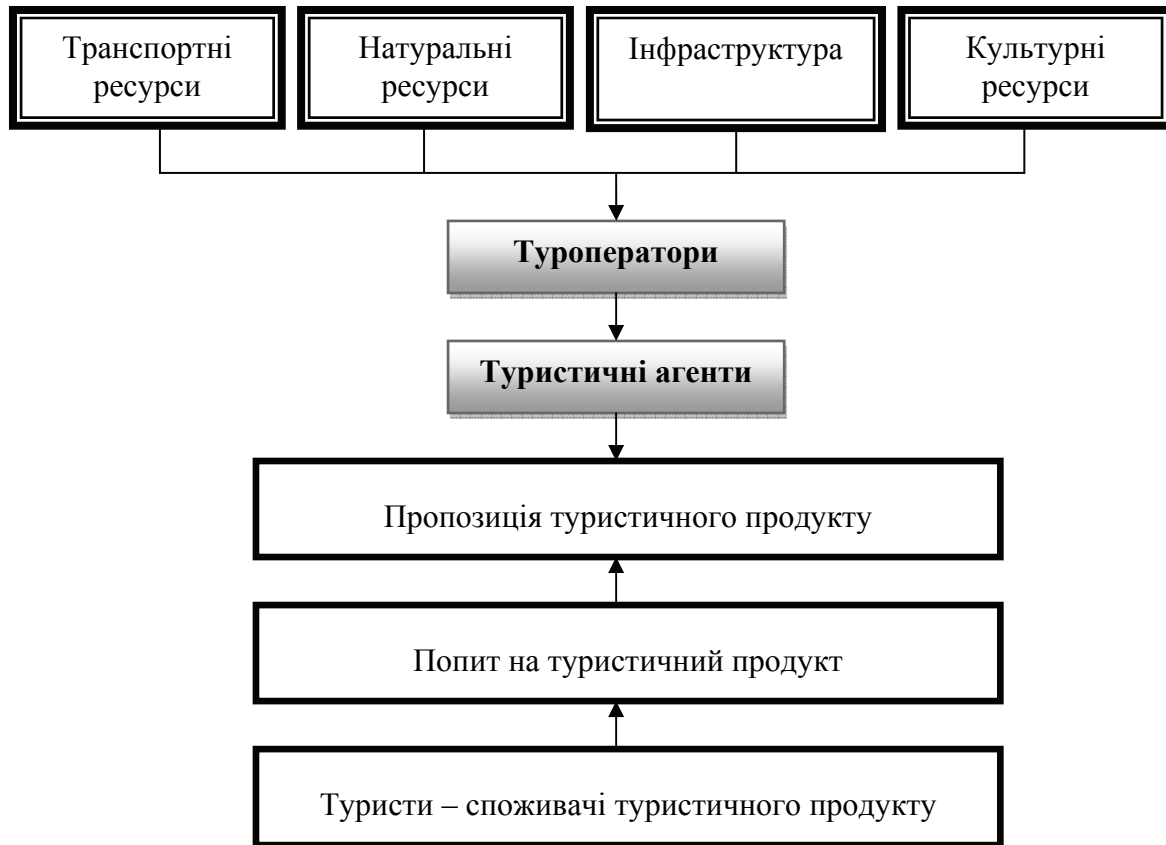 Транспортні
ресурси
Натуральні
ресурси
Інфраструктура
Культурні
ресурси
Туроператори
Туристичні агенти
Пропозиція туристичного продукту
Попит на туристичний продукт
Туристи – споживачі туристичного продукту